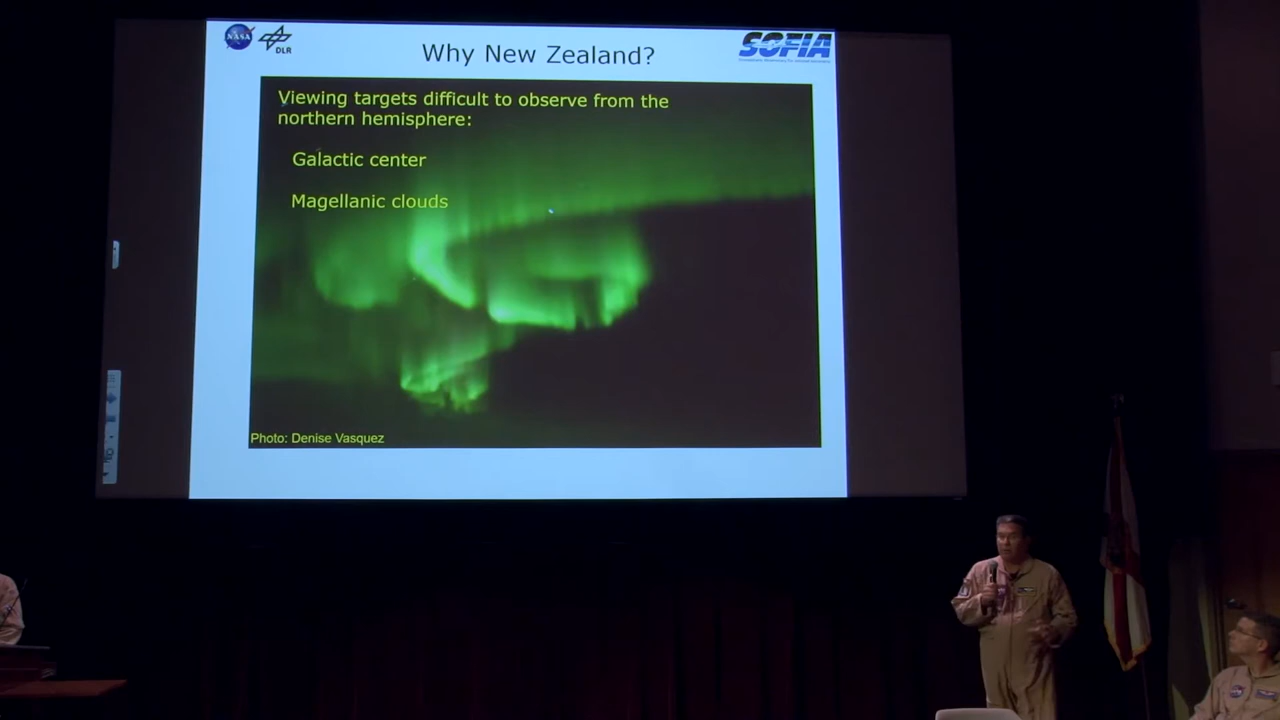 NASA
DLR
Why New Zealand?
SOFIA
Viewing targets difficult to observe from the
northern hemisphere:
Galactic center
Magellanic clouds
Photo: Denise Vasquez